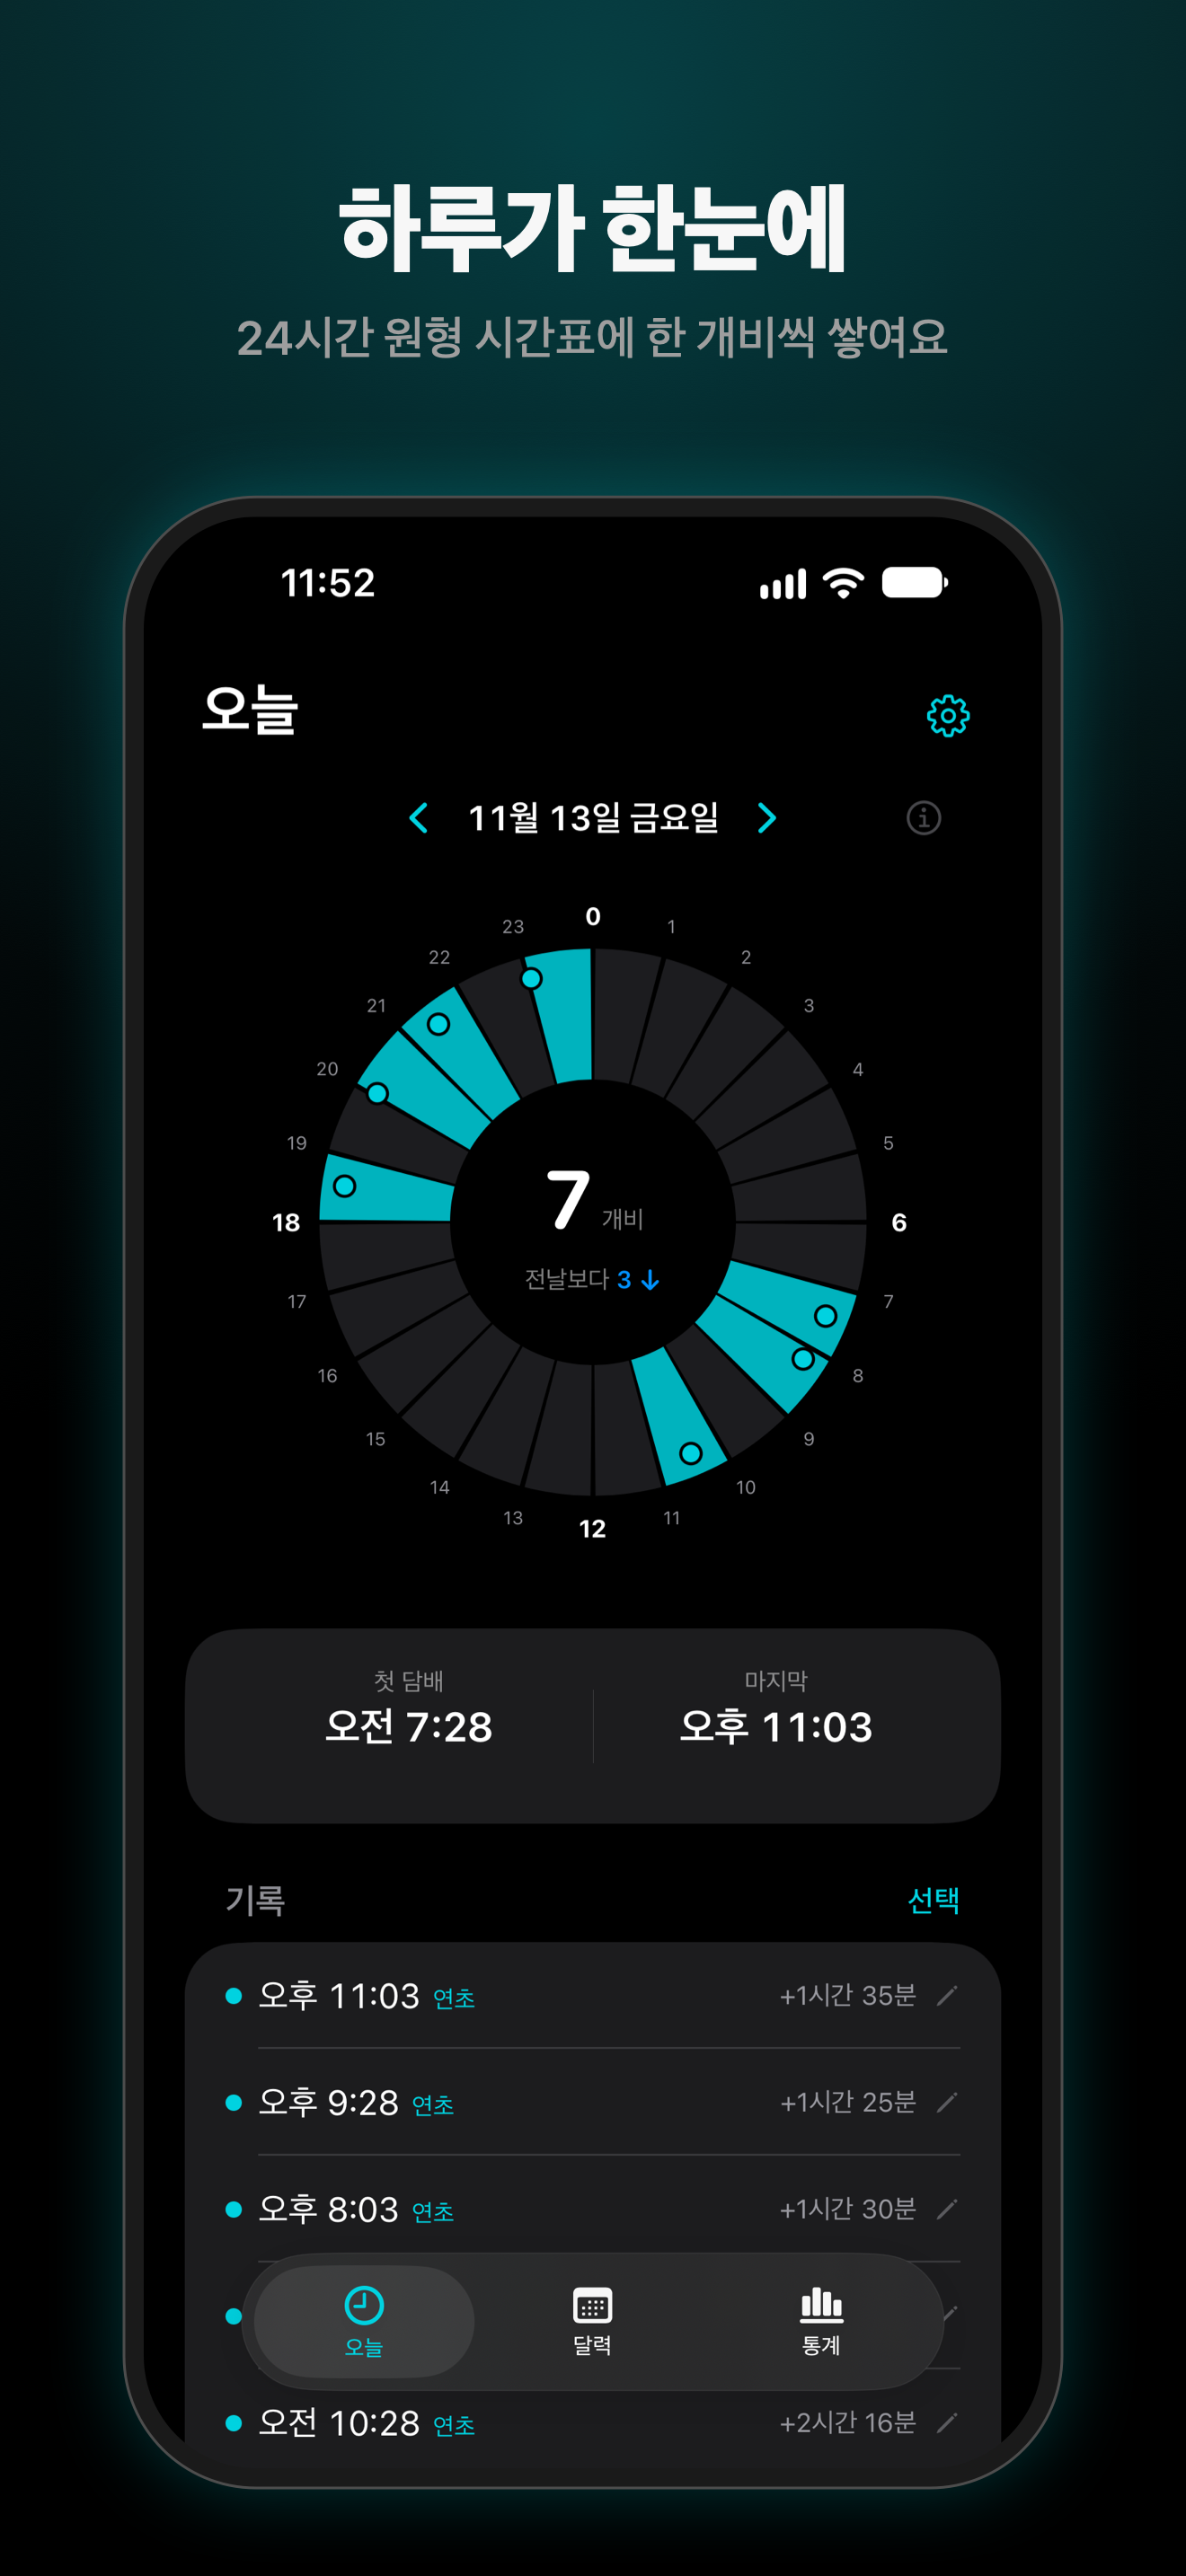 하루가 한눈에
24시간 원형 시간표에 한 개비씩 쌓여요
11:52
오늘
11월 13일 금요일
0
1
2
3
4
5
6
7
8
9
10
11
12
13
14
15
16
17
18
19
20
21
22
23
7 개비
전날보다 3 ↓
첫 담배 마지막
오전 7:28 오후 11:03
기록 선택
오후 11:03 연초 +1시간 35분
오후 9:28 연초 +1시간 25분
오후 8:03 연초 +1시간 30분
오늘 달력 통계
오전 10:28 연초 +2시간 16분